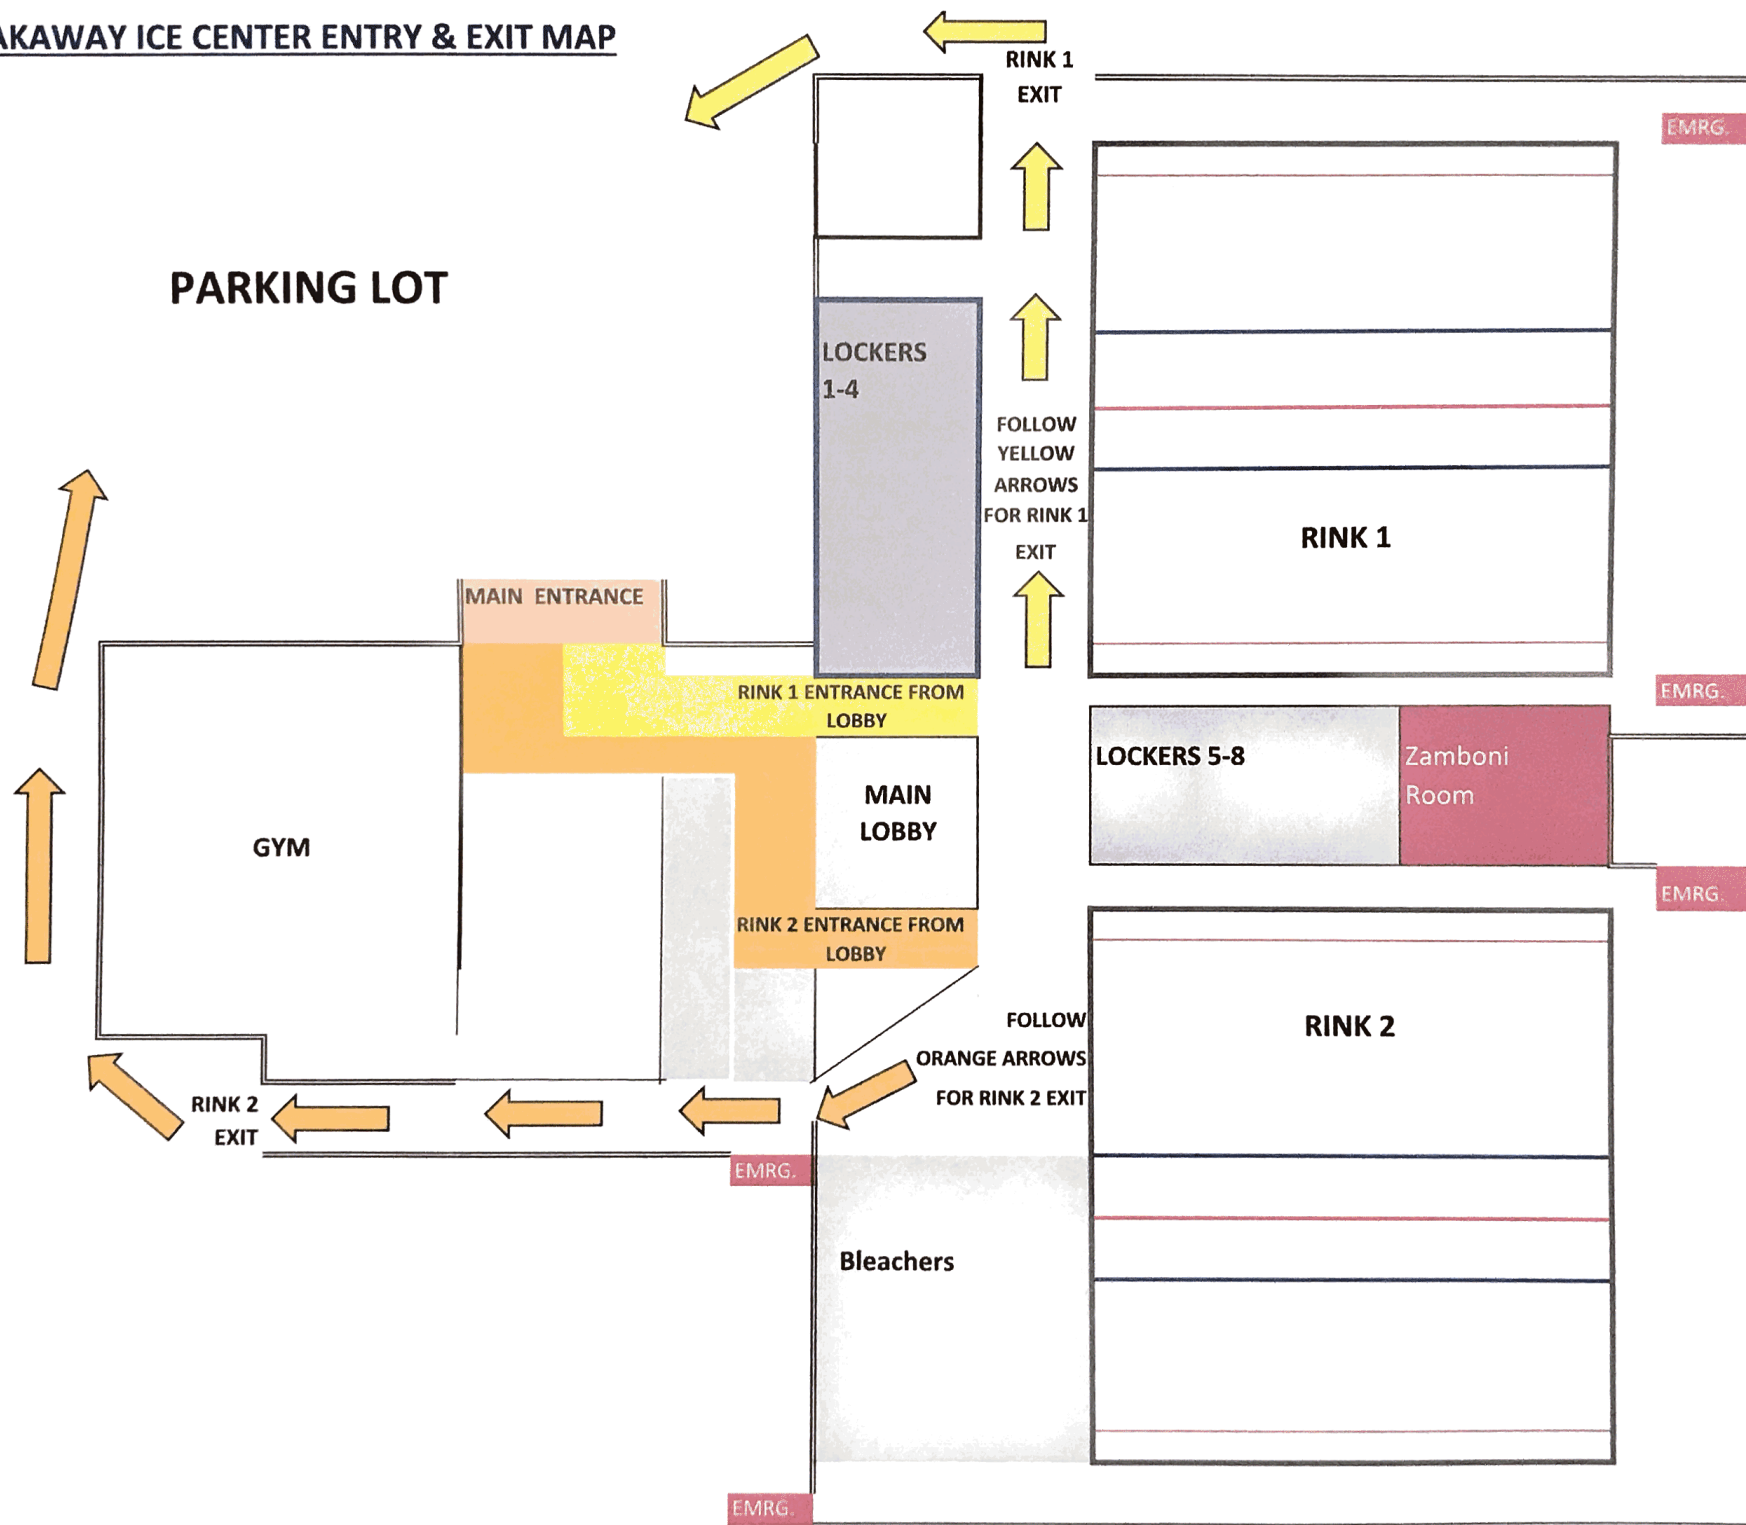 AKAWAY ICE CENTER ENTRY & EXIT MAP
RINK 1
EXIT
EMRG.
PARKING LOT
LOCKERS
1-4
FOLLOW
YELLOW
ARROWS
FOR RINK 1
EXIT
RINK 1
MAIN ENTRANCE
RINK 1 ENTRANCE FROM
LOBBY
EMRG.
LOCKERS 5-8
Zamboni
Room
MAIN
LOBBY
GYM
EMRG.
RINK 2 ENTRANCE FROM
LOBBY
FOLLOW
ORANGE ARROWS
FOR RINK 2 EXIT
RINK 2
RINK 2
EXIT
EMRG.
Bleachers
EMRG.